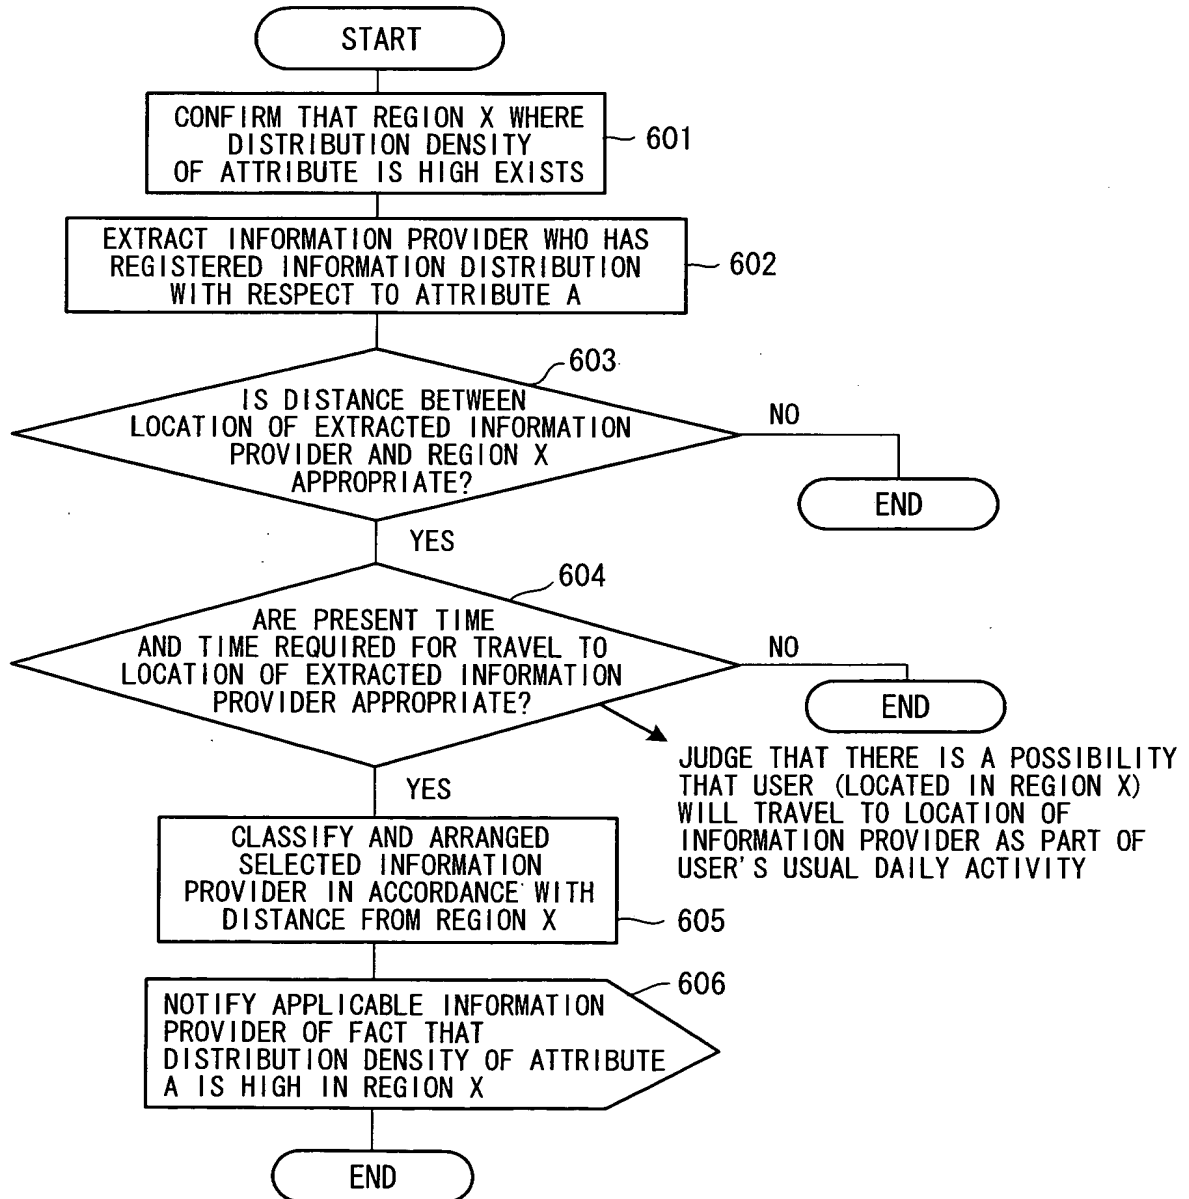 START
CONFIRM THAT REGION X WHERE
DISTRIBUTION DENSITY
OF ATTRIBUTE IS HIGH EXISTS
601
EXTRACT INFORMATION PROVIDER WHO HAS
REGISTERED INFORMATION DISTRIBUTION
WITH RESPECT TO ATTRIBUTE A
602
603
IS DISTANCE BETWEEN
LOCATION OF EXTRACTED INFORMATION
PROVIDER AND REGION X
APPROPRIATE?
NO
END
YES
604
ARE PRESENT TIME
AND TIME REQUIRED FOR TRAVEL TO
LOCATION OF EXTRACTED INFORMATION
PROVIDER APPROPRIATE?
NO
END
JUDGE THAT THERE IS A POSSIBILITY
THAT USER (LOCATED IN REGION X)
WILL TRAVEL TO LOCATION OF
INFORMATION PROVIDER AS PART OF
USER'S USUAL DAILY ACTIVITY
YES
CLASSIFY AND ARRANGED
SELECTED INFORMATION
PROVIDER IN ACCORDANCE WITH
DISTANCE FROM REGION X
605
606
NOTIFY APPLICABLE INFORMATION
PROVIDER OF FACT THAT
DISTRIBUTION DENSITY OF ATTRIBUTE
A IS HIGH IN REGION X
END